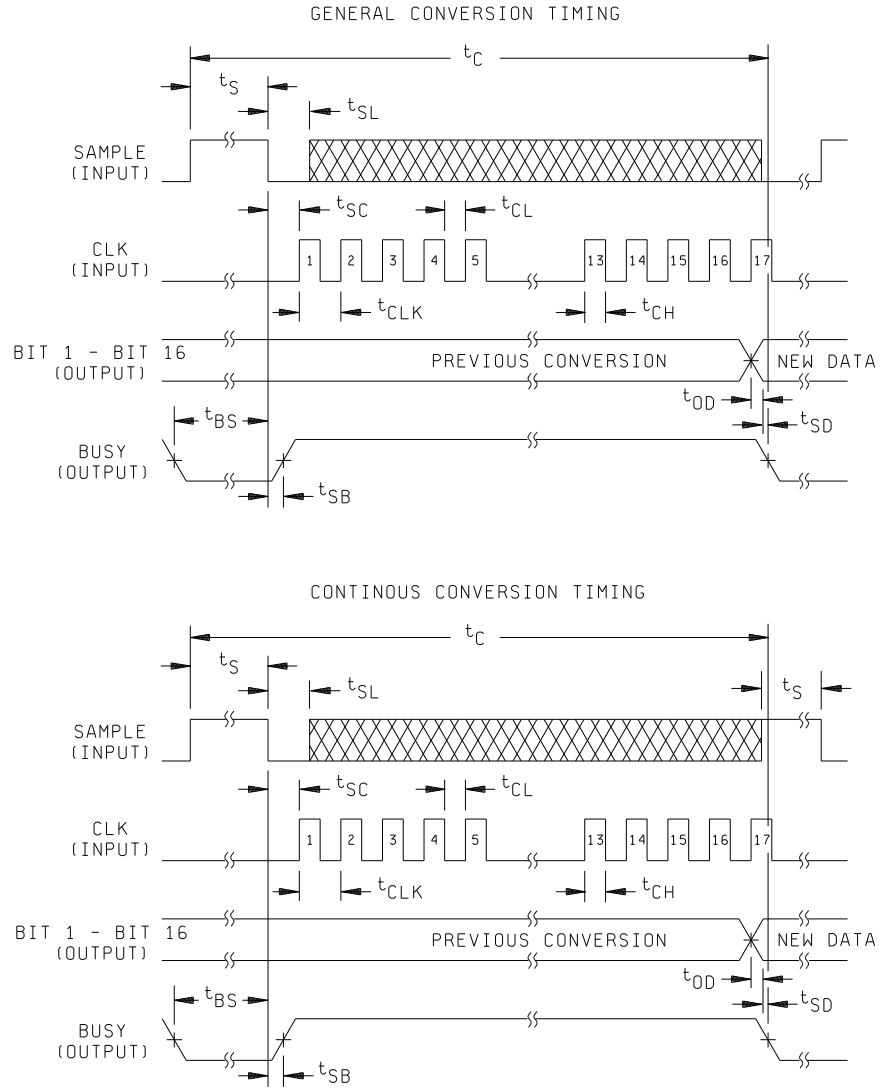 GENERAL CONVERSION TIMING
tC
tS
tSL
SAMPLE
(INPUT)
tSC
tCL
CLK
(INPUT)
1 2 3 4 5 13 14 15 16 17
tCLK
tCH
BIT 1 - BIT 16
(OUTPUT)
PREVIOUS CONVERSION
NEW DATA
tOD
tBS
tSD
BUSY
(OUTPUT)
tSB
CONTINOUS CONVERSION TIMING
tC
tS
tSL
tS
SAMPLE
(INPUT)
tSC
tCL
CLK
(INPUT)
1 2 3 4 5 13 14 15 16 17
tCLK
tCH
BIT 1 - BIT 16
(OUTPUT)
PREVIOUS CONVERSION
NEW DATA
tOD
tBS
tSD
BUSY
(OUTPUT)
tSB